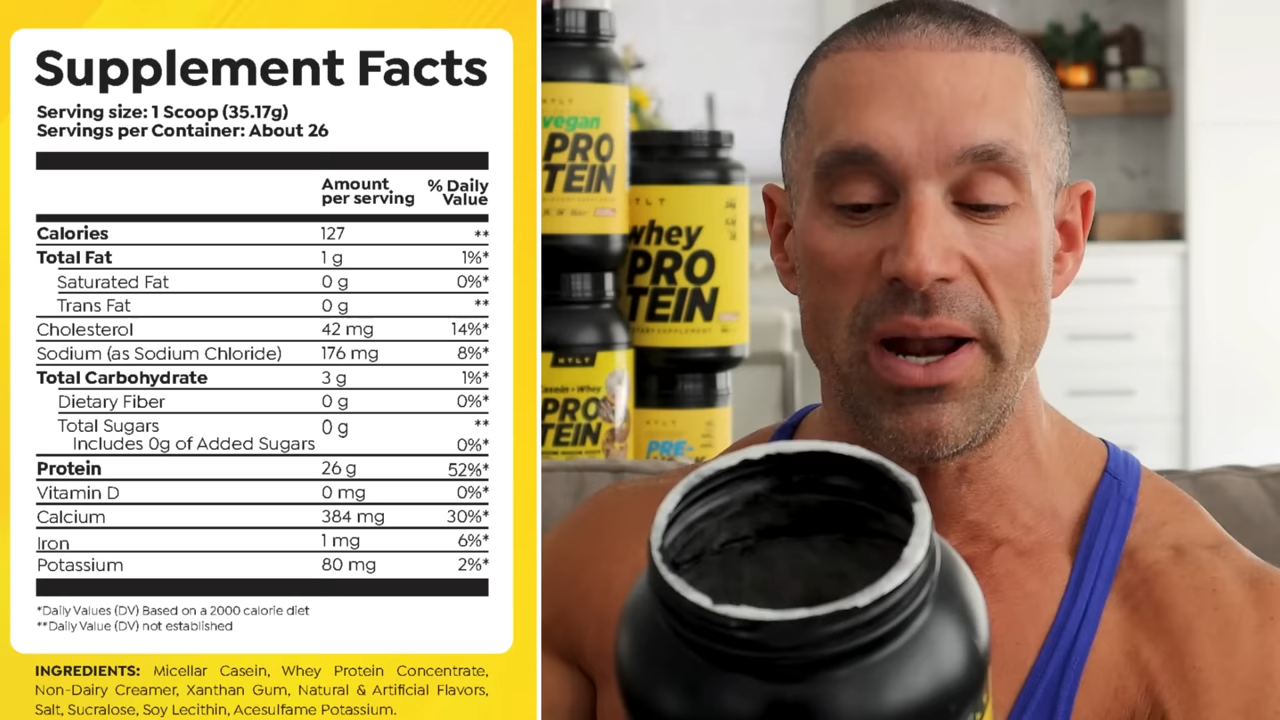 Supplement Facts
Serving size: 1 Scoop (35.17g)
Servings per Container: About 26
Amount per serving % Daily Value
Calories 127 **
Total Fat 1 g 1%*
Saturated Fat 0 g 0%*
Trans Fat 0 g **
Cholesterol 42 mg 14%*
Sodium (as Sodium Chloride) 176 mg 8%*
Total Carbohydrate 3 g 1%*
Dietary Fiber 0 g 0%*
Total Sugars 0 g **
Includes 0g of Added Sugars 0%*
Protein 26 g 52%*
Vitamin D 0 mg 0%*
Calcium 384 mg 30%*
Iron 1 mg 6%*
Potassium 80 mg 2%*
*Daily Values (DV) Based on a 2000 calorie diet
**Daily Value (DV) not established
INGREDIENTS: Micellar Casein, Whey Protein Concentrate,
Non-Dairy Creamer, Xanthan Gum, Natural & Artificial Flavors,
Salt, Sucralose, Soy Lecithin, Acesulfame Potassium.
vegan
PRO
TEIN
NTLT
whey
PRO
TEIN
DIETARY SUPPLEMENT
NTLT
Casein + Whey
PRO
TEIN
PRE-